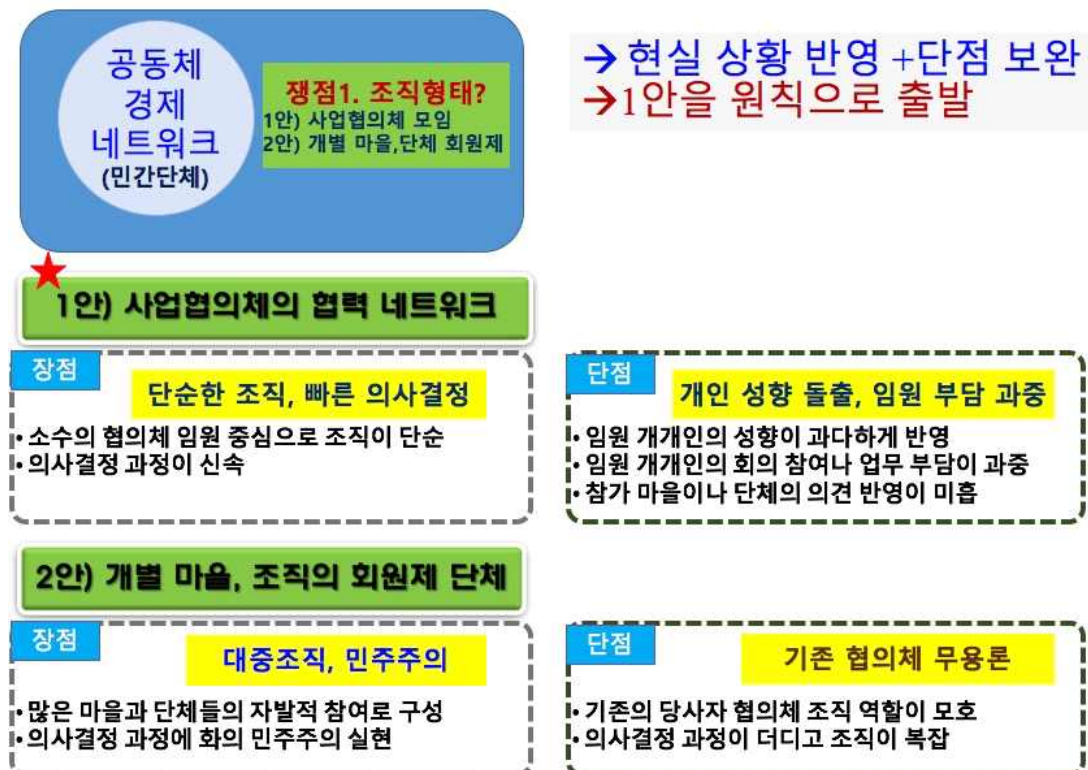 공동체
경제
네트워크
(민간단체)
쟁점1. 조직형태?
1안) 사업협의체 모임
2안) 개별 마을,단체 회원제
→ 현실 상황 반영 +단점 보완
→1안을 원칙으로 출발
1안) 사업협의체의 협력 네트워크
장점
단순한 조직, 빠른 의사결정
• 소수의 협의체 임원 중심으로 조직이 단순
• 의사결정 과정이 신속
단점
개인 성향 돌출, 임원 부담 과중
• 임원 개개인의 성향이 과다하게 반영
• 임원 개개인의 회의 참여나 업무 부담이 과중
• 참가 마을이나 단체의 의견 반영이 미흡
2안) 개별 마을, 조직의 회원제 단체
장점
대중조직, 민주주의
• 많은 마을과 단체들의 자발적 참여로 구성
• 의사결정 과정에 화의 민주주의 실현
단점
기존 협의체 무용론
• 기존의 당사자 협의체 조직 역할이 모호
• 의사결정 과정이 더디고 조직이 복잡